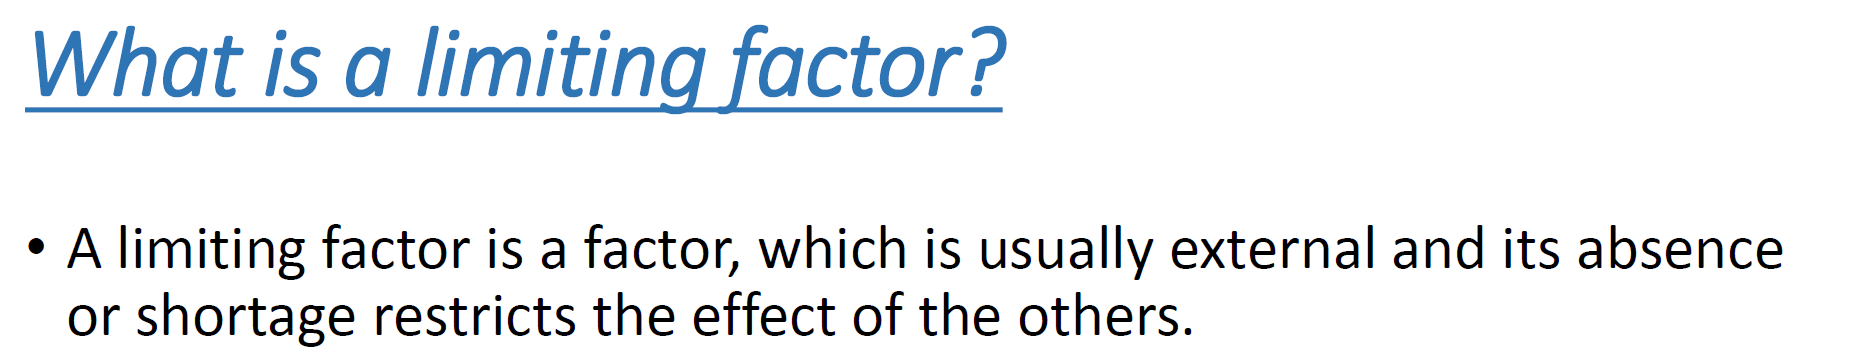 What is a limiting factor?
• A limiting factor is a factor, which is usually external and its absence
or shortage restricts the effect of the others.